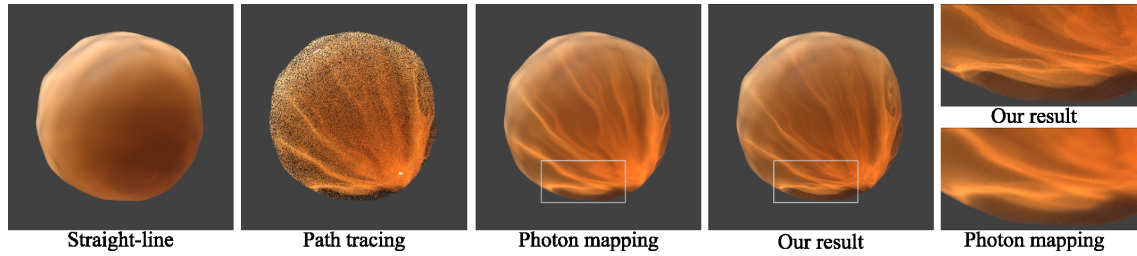 Straight-line
Path tracing
Photon mapping
Our result
Our result
Photon mapping